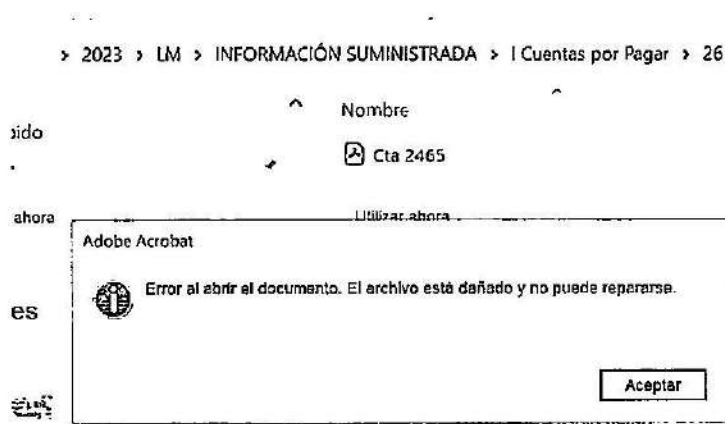 > 2023 > LM > INFORMACIÓN SUMINISTRADA > I Cuentas por Pagar > 26
Nombre
Cta 2465
ahora
Utilizar ahora
Adobe Acrobat
Error al abrir el documento. El archivo está dañado y no puede repararse.
es
Aceptar